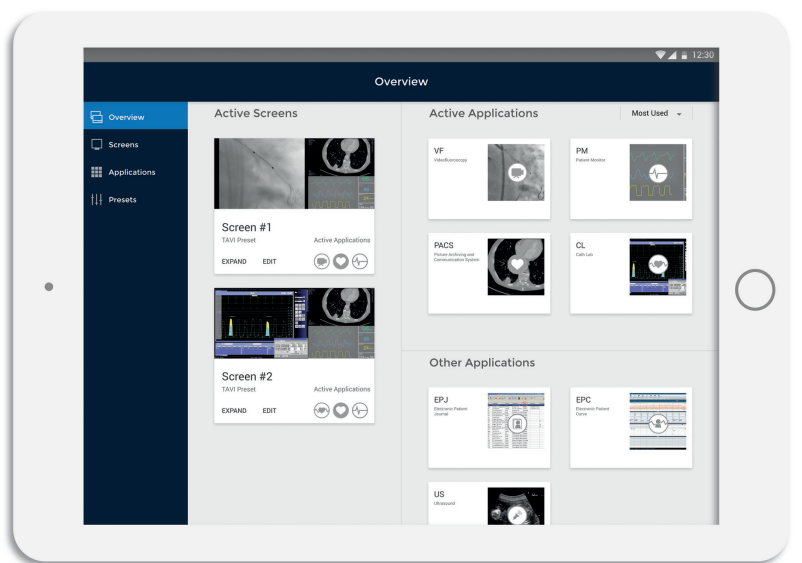 12:30
Overview
Overview
Screens
Applications
Presets
Active Screens
Screen #1
TAVI Preset
Active Applications
EXPAND EDIT
Screen #2
TAVI Preset
Active Applications
EXPAND EDIT
Active Applications
Most Used
VF
Videofluoroscopy
PM
Patient Monitor
PACS
Picture Archiving and
Communication System
CL
Cath Lab
Other Applications
EPJ
Electronic Patient
Journal
EPC
Electronic Patient
Curve
US
Ultrasound